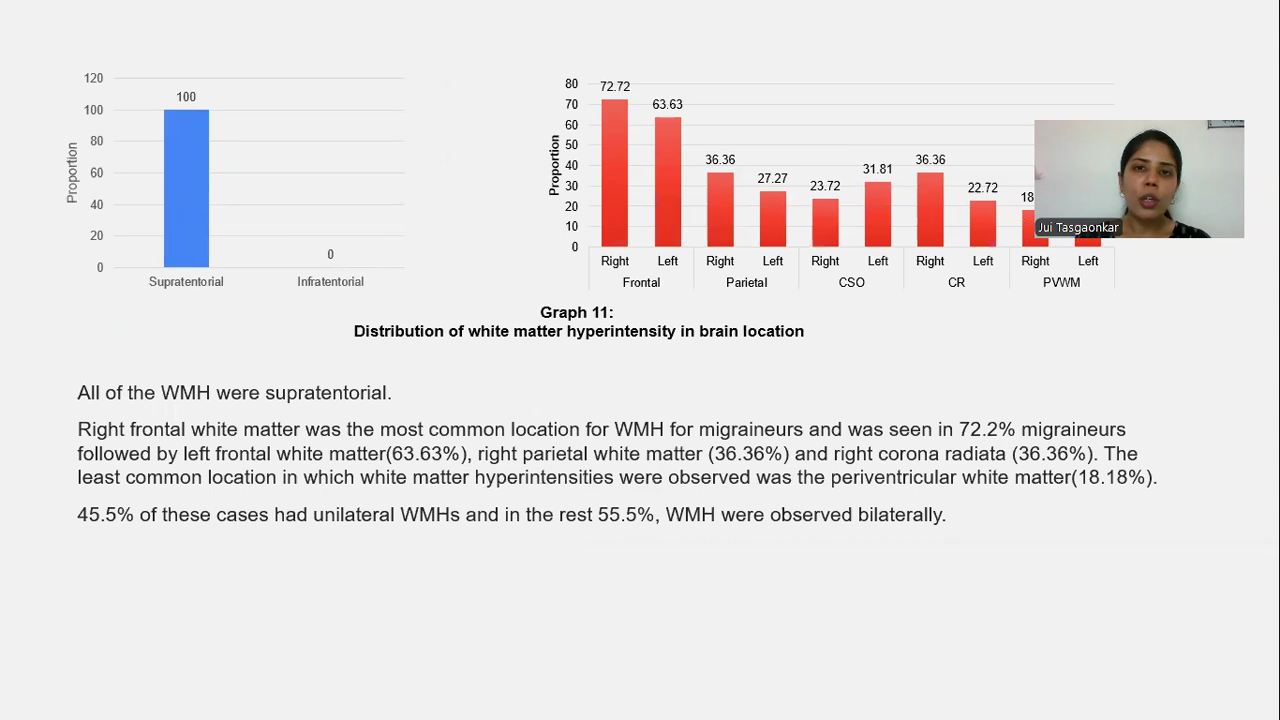 120
100
80
60
40
20
0
Proportion
100
0
Supratentorial Infratentorial
80
70
60
50
40
30
20
10
0
Proportion
72.72
63.63
36.36
27.27
23.72
31.81
36.36
22.72
18
Right Left Right Left Right Left Right Left Right Left
Frontal Parietal CSO CR PVWM
Jui Tasgaonkar
Graph 11:
Distribution of white matter hyperintensity in brain location
All of the WMH were supratentorial.
Right frontal white matter was the most common location for WMH for migraineurs and was seen in 72.2% migraineurs
followed by left frontal white matter(63.63%), right parietal white matter (36.36%) and right corona radiata (36.36%). The
least common location in which white matter hyperintensities were observed was the periventricular white matter(18.18%).
45.5% of these cases had unilateral WMHs and in the rest 55.5%, WMH were observed bilaterally.